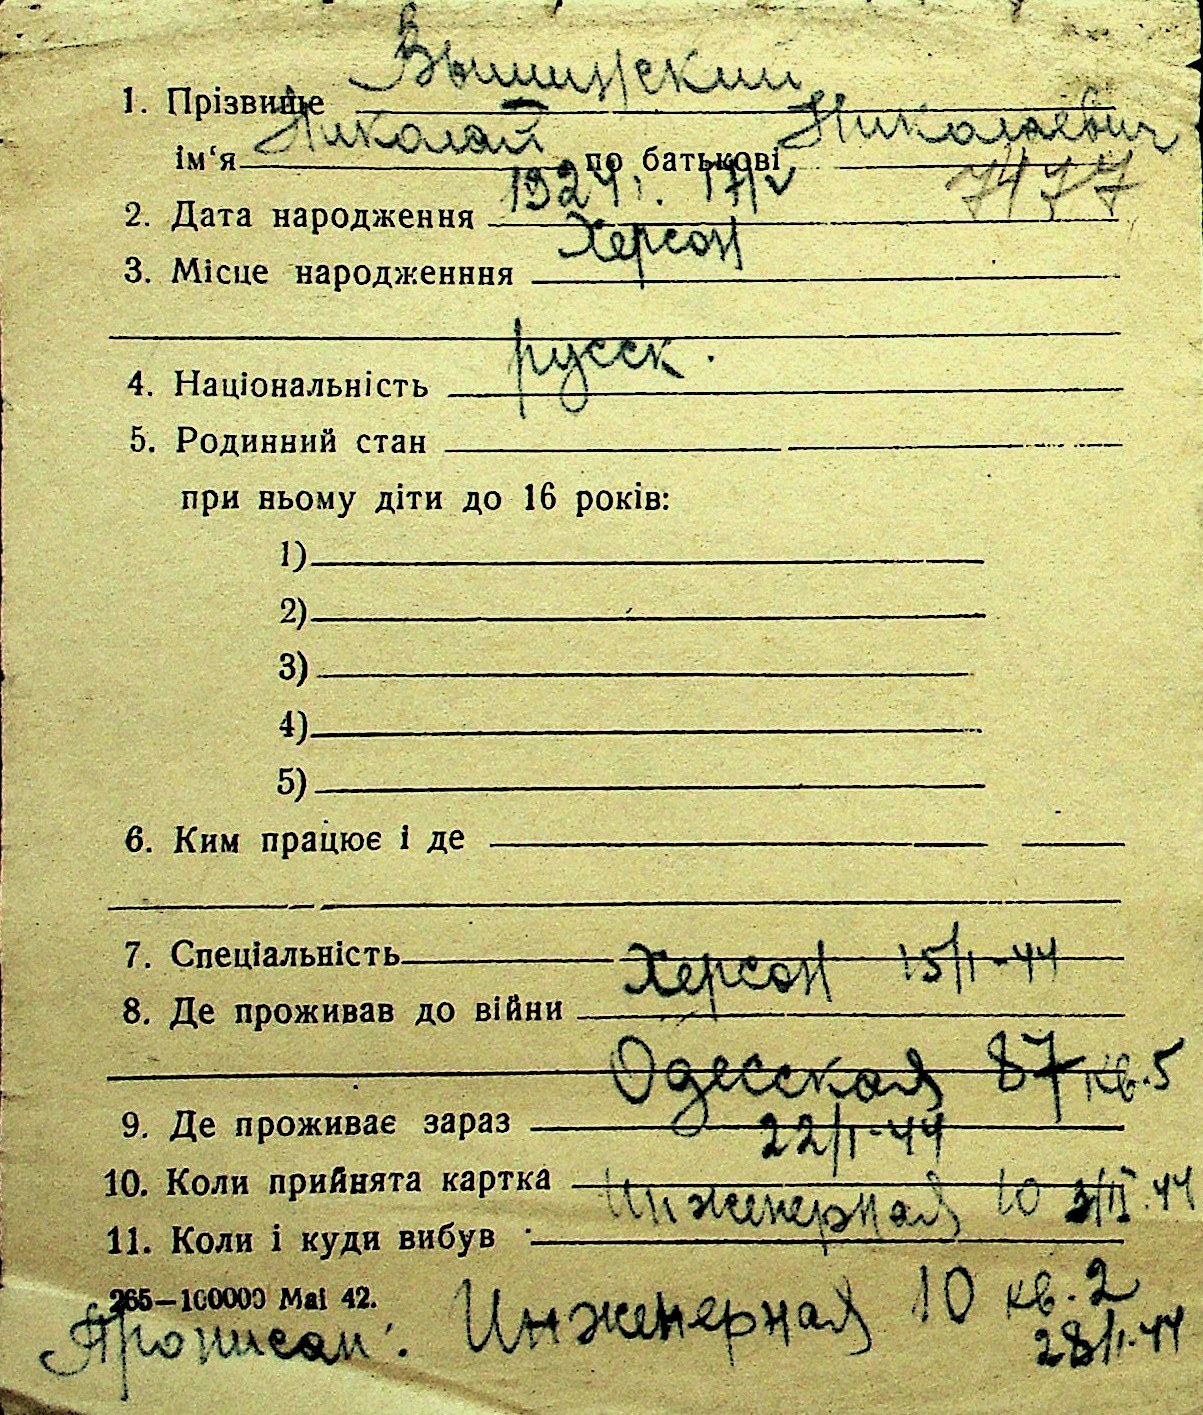 1. Прізвище Вышинский
ім‘я Николай по батькові Николаевич
2. Дата народження 1924 г. 17/V 7477
3. Місце народженння Херсон
4. Національність русск.
5. Родинний стан
при ньому діти до 16 років:
1)
2)
3)
4)
5)
6. Ким працює і де
7. Спеціальність
8. Де проживав до війни Херсон 15/I-44
9. Де проживає зараз Одесская 87 кв.5
10. Коли прийнята картка 22/I-44
11. Коли і куди вибув Инженерная 10 3/II-44
265—100000 Маі 42.
Прописан: Инженерная 10 кв. 2
28/I-44